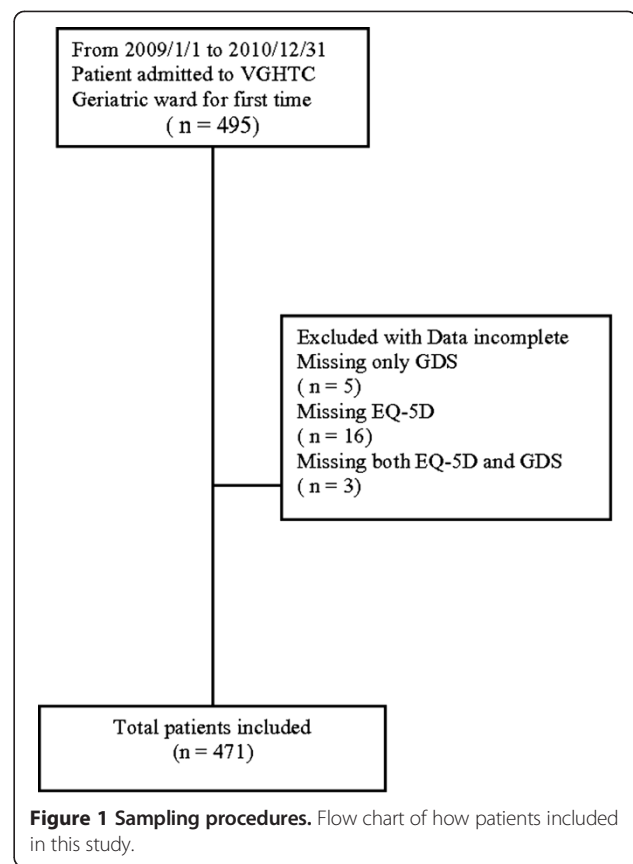 From 2009/1/1 to 2010/12/31
Patient admitted to VGHTC
Geriatric ward for first time
( n = 495)
Excluded with Data incomplete
Missing only GDS
( n = 5)
Missing EQ-5D
( n = 16)
Missing both EQ-5D and GDS
( n = 3)
Total patients included
(n = 471)
Figure 1 Sampling procedures. Flow chart of how patients included
in this study.